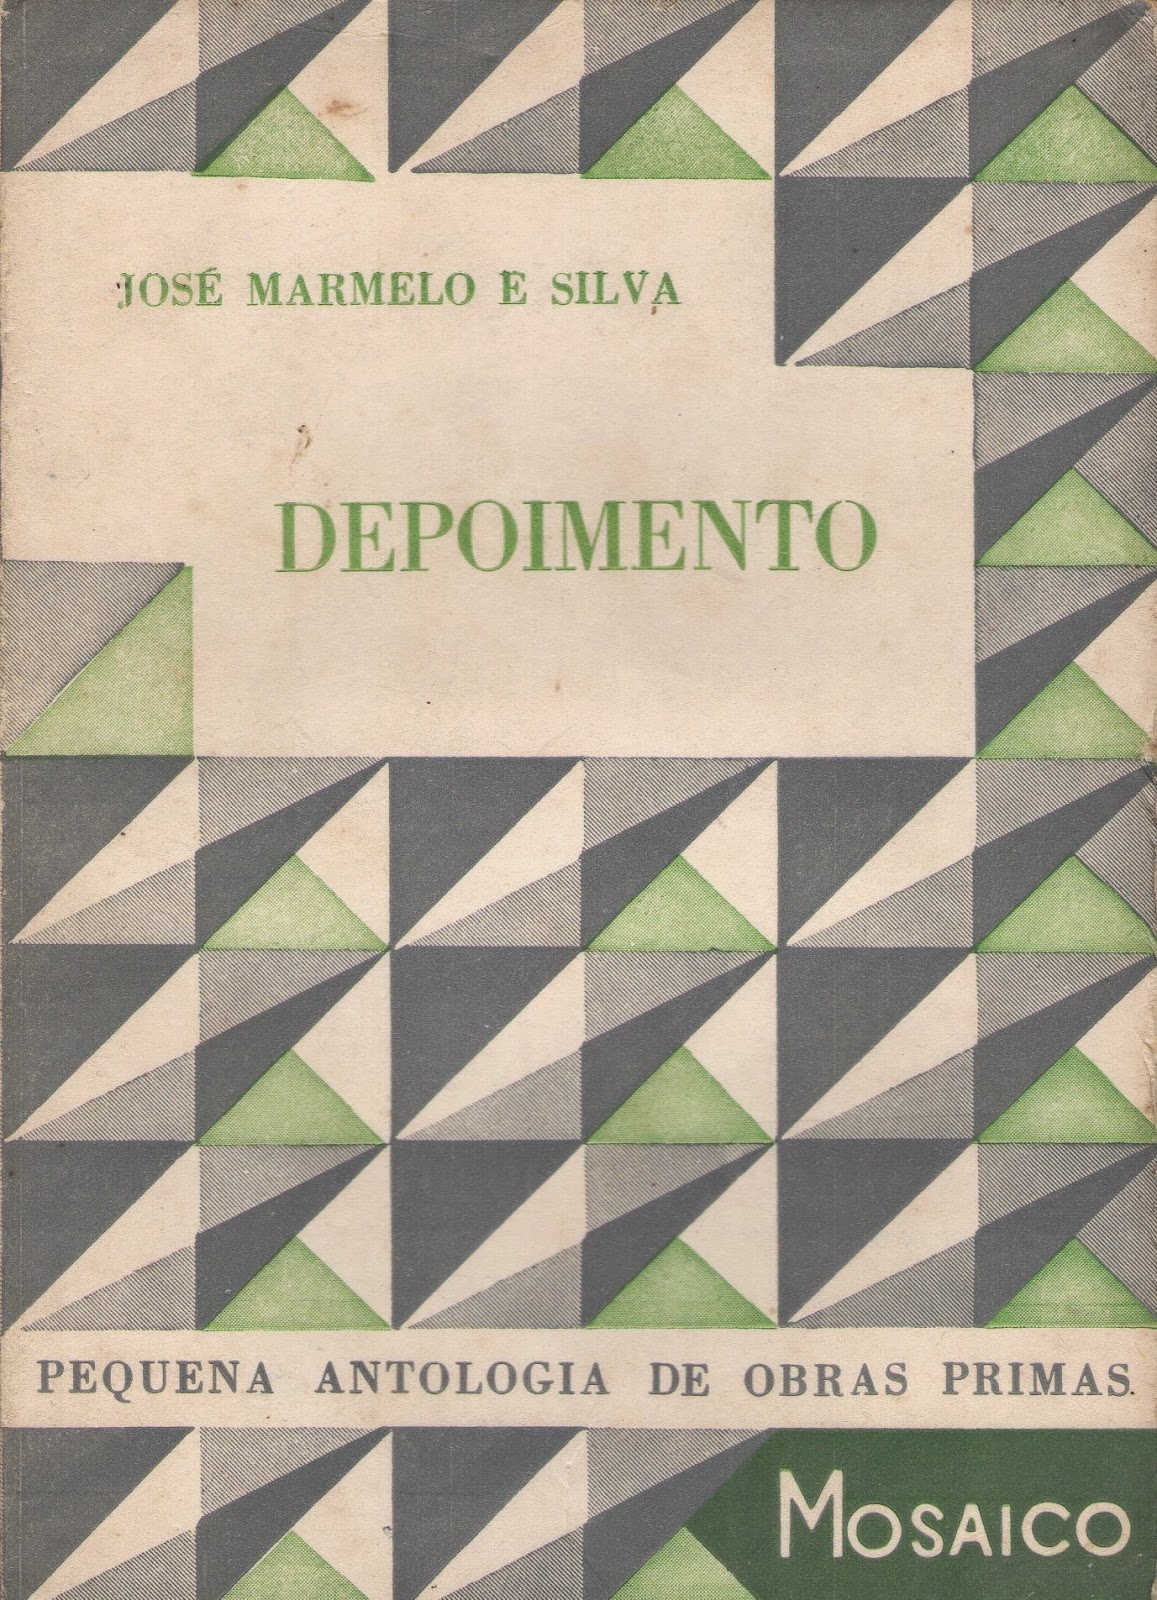 JOSÉ MARMELO E SILVA
DEPOIMENTO
PEQUENA ANTOLOGIA DE OBRAS PRIMAS.
MOSAICO